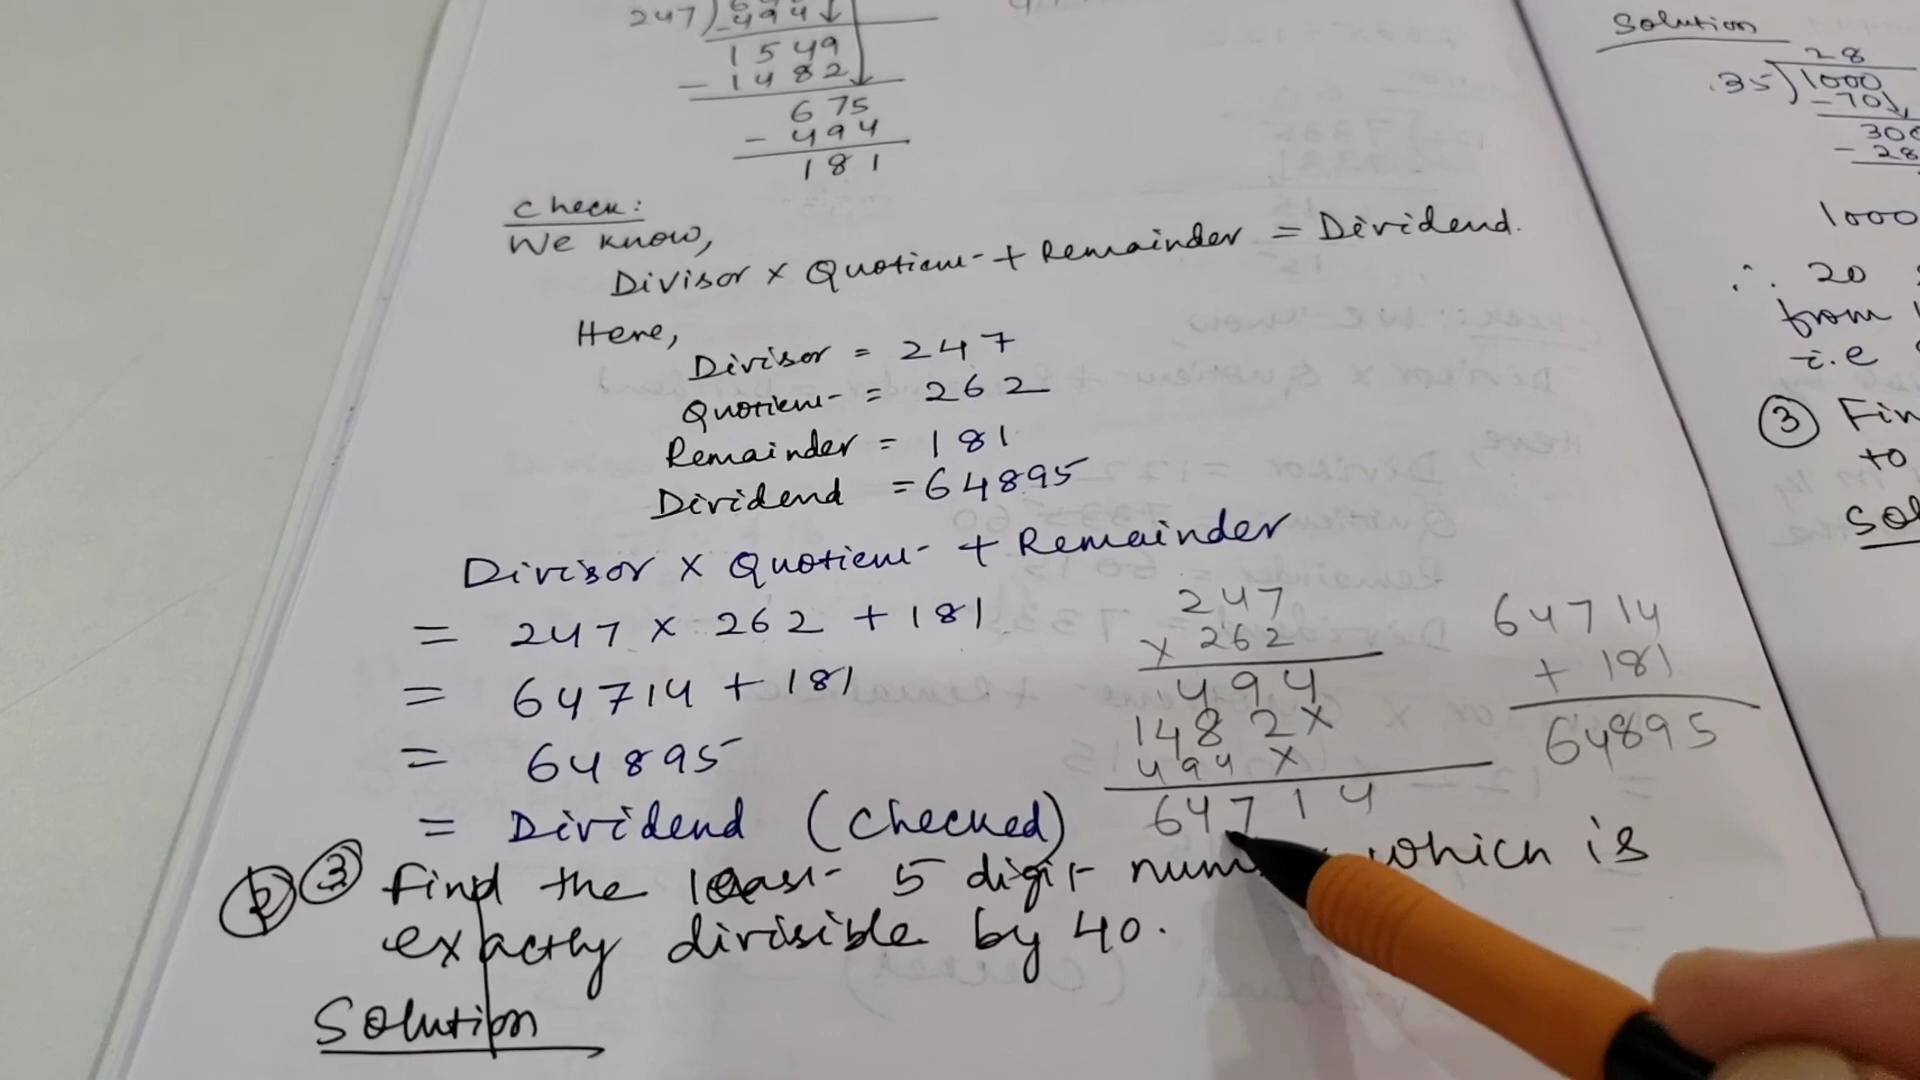 247)
-494↓
1549
-1482↓
675
-494
181
Check:
We know,
Divisor × Quotient + Remainder = Dividend.
Here,
Divisor = 247
Quotient = 262
Remainder = 181
Dividend = 64895
Divisor × Quotient + Remainder
= 247 × 262 + 181
= 64714 + 181
= 64895
= Dividend (Checked)
247
× 262
494
1482×
494×
64714
64714
+ 181
64895
③ Find the least 5 digit which is
exactly divisible by 40.
Solution
Solution
28
35)1000
-70↓
300
-28
1000
∴ 20
from
i.e
③ Fin
to
Sol